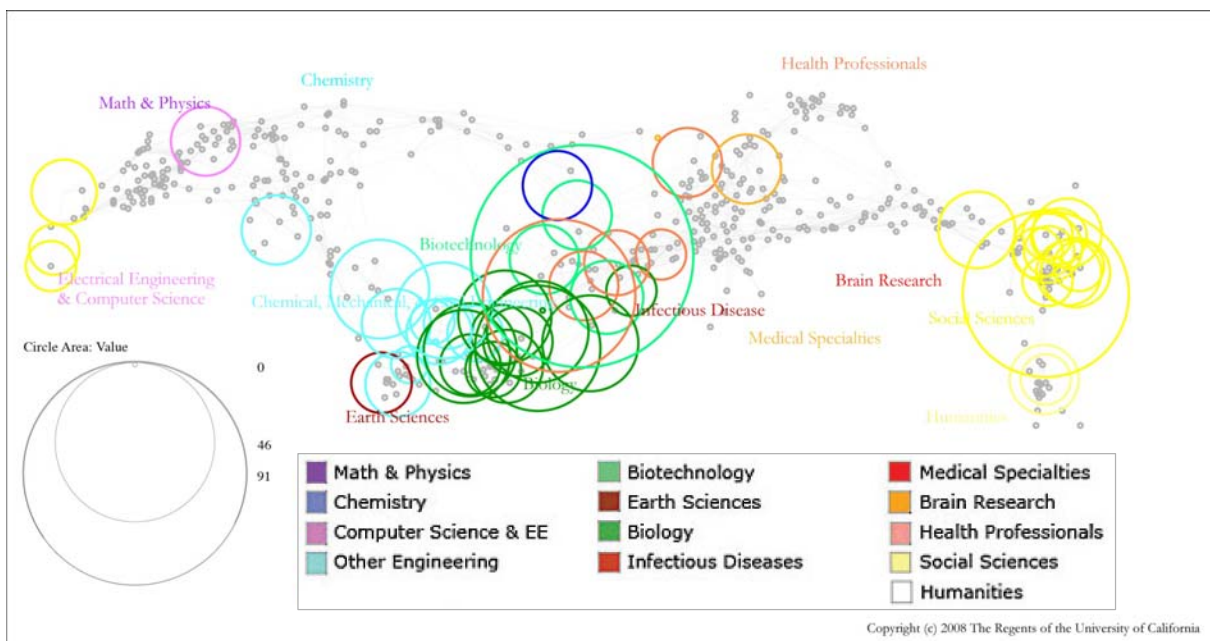 Health Professionals
Chemistry
Math & Physics
Biotechnology
Electrical Engineering
& Computer Science
Brain Research
Chemical, Mechanical,
Infectious Disease
Social Sciences
Medical Specialties
Circle Area: Value
0
Biology
Earth Sciences
Humanities
46
91
Math & Physics
Chemistry
Computer Science & EE
Other Engineering
Biotechnology
Earth Sciences
Biology
Infectious Diseases
Medical Specialties
Brain Research
Health Professionals
Social Sciences
Humanities
Copyright (c) 2008 The Regents of the University of California